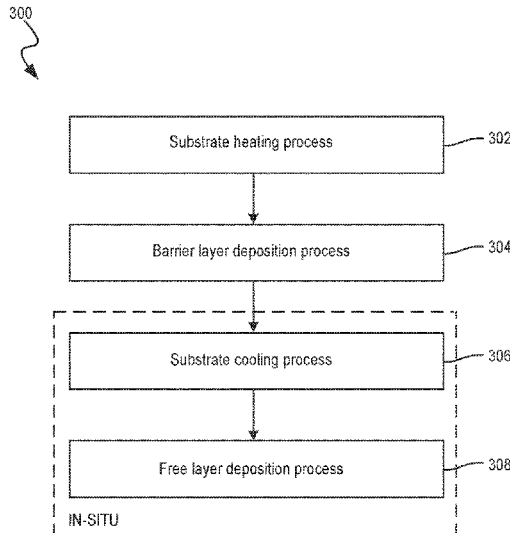 300
Substrate heating process
302
Barrier layer deposition process
304
Substrate cooling process
306
Free layer deposition process
308
IN-SITU